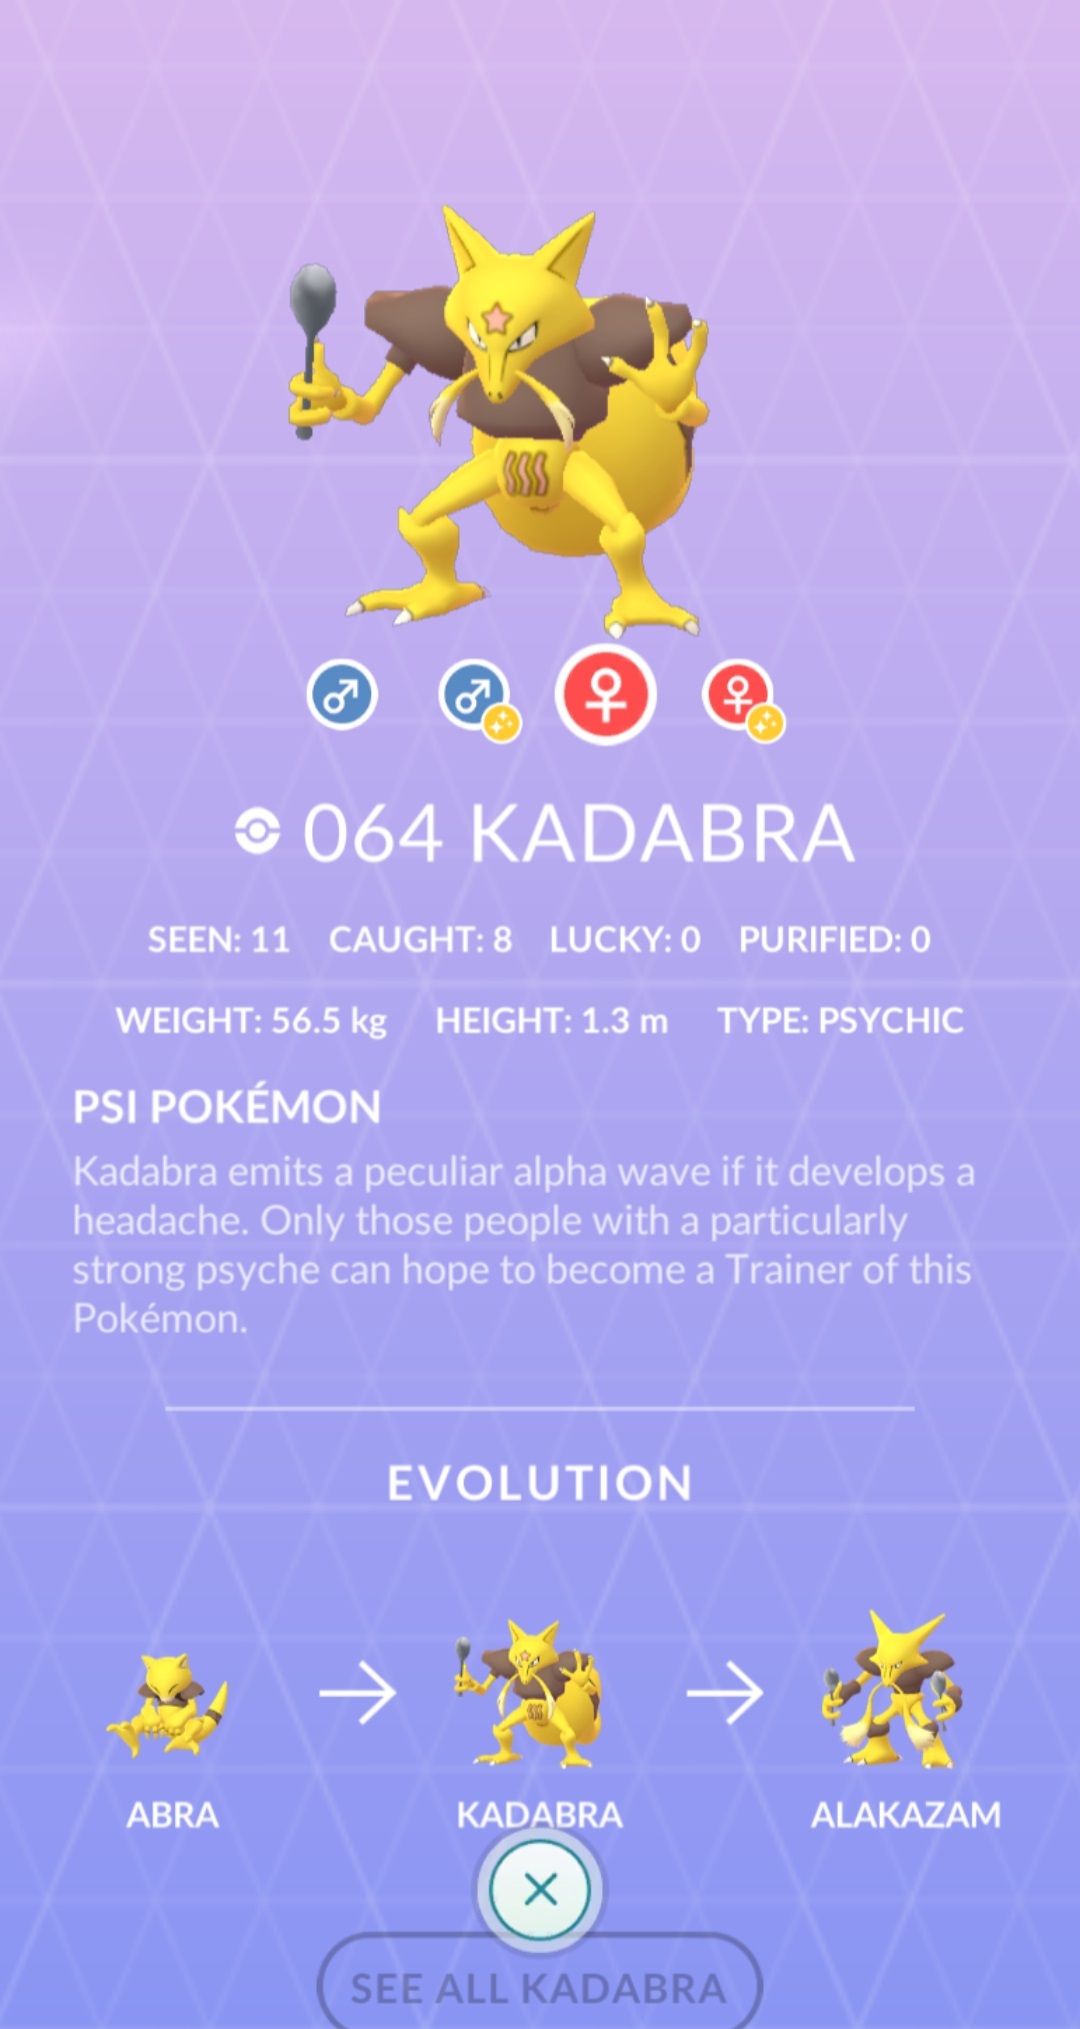 064 KADABRA
SEEN: 11 CAUGHT: 8 LUCKY: 0 PURIFIED: 0
WEIGHT: 56.5 kg HEIGHT: 1.3 m TYPE: PSYCHIC
PSI POKÉMON
Kadabra emits a peculiar alpha wave if it develops a
headache. Only those people with a particularly
strong psyche can hope to become a Trainer of this
Pokémon.
EVOLUTION
ABRA KADABRA ALAKAZAM
SEE ALL KADABRA